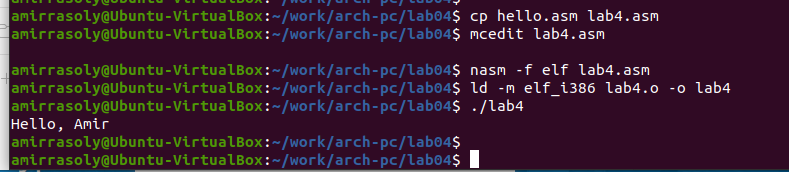 amirrasoly@Ubuntu-VirtualBox:~/work/arch-pc/lab04$ cp hello.asm lab4.asm
amirrasoly@Ubuntu-VirtualBox:~/work/arch-pc/lab04$ mcedit lab4.asm
amirrasoly@Ubuntu-VirtualBox:~/work/arch-pc/lab04$ nasm -f elf lab4.asm
amirrasoly@Ubuntu-VirtualBox:~/work/arch-pc/lab04$ ld -m elf_i386 lab4.o -o lab4
amirrasoly@Ubuntu-VirtualBox:~/work/arch-pc/lab04$ ./lab4
Hello, Amir
amirrasoly@Ubuntu-VirtualBox:~/work/arch-pc/lab04$
amirrasoly@Ubuntu-VirtualBox:~/work/arch-pc/lab04$